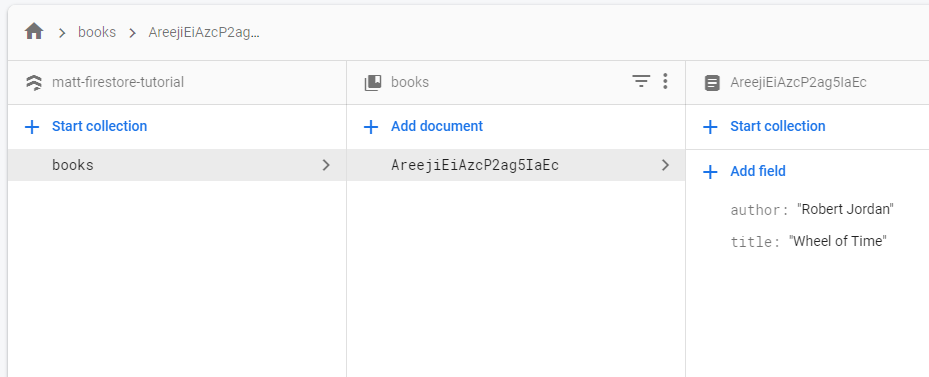 books AreejiEiAzcP2ag...
matt-firestore-tutorial
Start collection
books
books
Add document
AreejiEiAzcP2ag5IaEc
AreejiEiAzcP2ag5IaEc
Start collection
Add field
author: "Robert Jordan"
title: "Wheel of Time"